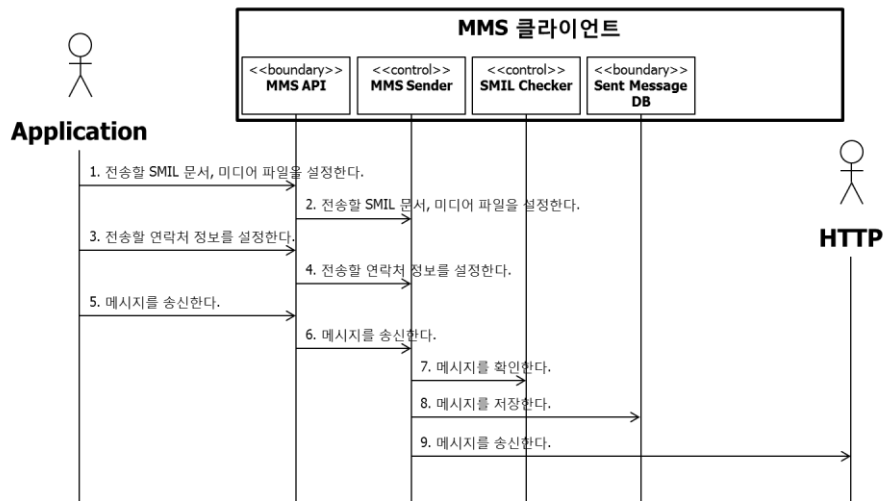 MMS 클라이언트
<<boundary>>
MMS API
<<control>>
MMS Sender
<<control>>
SMIL Checker
<<boundary>>
Sent Message
DB
Application
HTTP
1. 전송할 SMIL 문서, 미디어 파일을 설정한다.
2. 전송할 SMIL 문서, 미디어 파일을 설정한다.
3. 전송할 연락처 정보를 설정한다.
4. 전송할 연락처 정보를 설정한다.
5. 메시지를 송신한다.
6. 메시지를 송신한다.
7. 메시지를 확인한다.
8. 메시지를 저장한다.
9. 메시지를 송신한다.